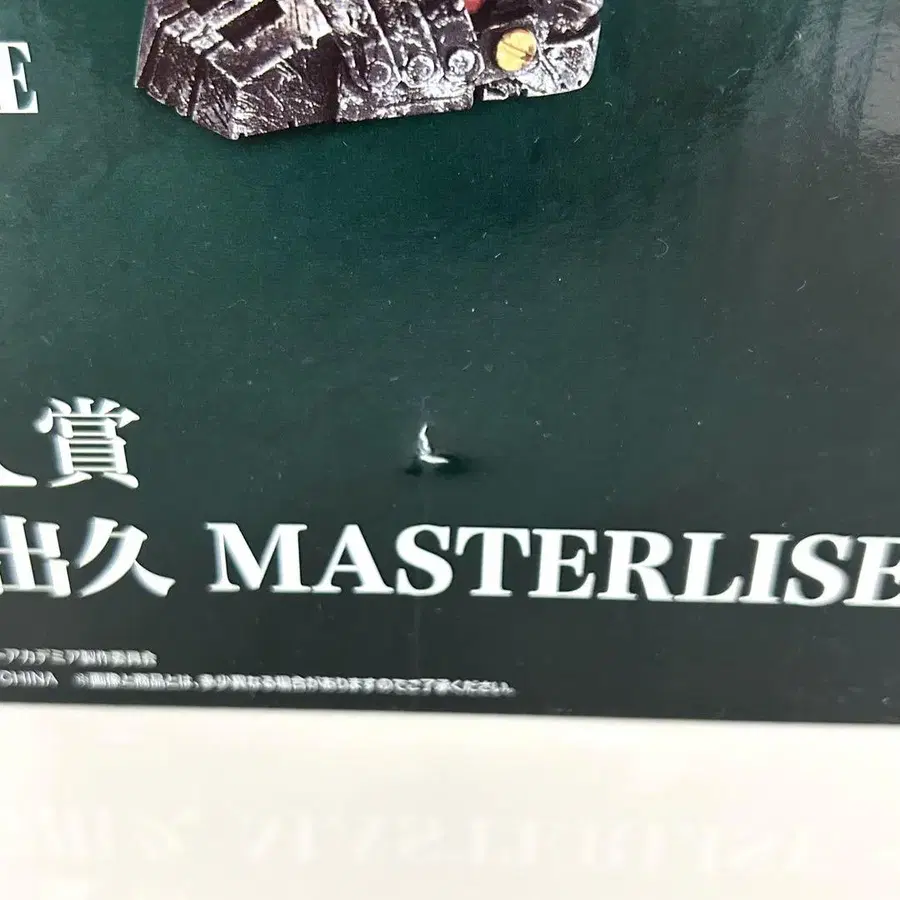 E
賞
出久 MASTERLISE
ーアカデミア製作委員会
CHINA ※画像と商品とは、多少異なる場合がありますのでご了承ください。